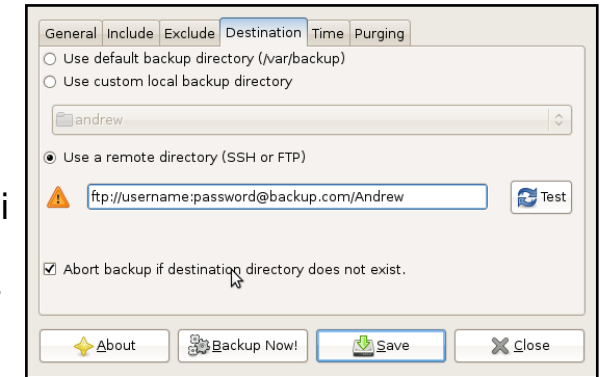 General Include Exclude Destination Time Purging
Use default backup directory (/var/backup)
Use custom local backup directory
andrew
Use a remote directory (SSH or FTP)
i
ftp://username:password@backup.com/Andrew Test
Abort backup if destination directory does not exist.
About Backup Now! Save Close